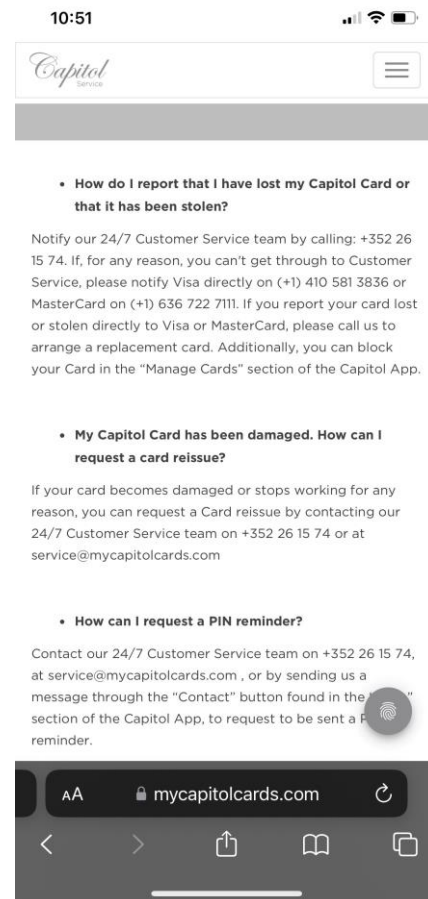 10:51
Capitol
Service
• How do I report that I have lost my Capitol Card or
that it has been stolen?
Notify our 24/7 Customer Service team by calling: +352 26
15 74. If, for any reason, you can't get through to Customer
Service, please notify Visa directly on (+1) 410 581 3836 or
MasterCard on (+1) 636 722 7111. If you report your card lost
or stolen directly to Visa or MasterCard, please call us to
arrange a replacement card. Additionally, you can block
your Card in the “Manage Cards” section of the Capitol App.
• My Capitol Card has been damaged. How can I
request a card reissue?
If your card becomes damaged or stops working for any
reason, you can request a Card reissue by contacting our
24/7 Customer Service team on +352 26 15 74 or at
service@mycapitolcards.com
• How can I request a PIN reminder?
Contact our 24/7 Customer Service team on +352 26 15 74,
at service@mycapitolcards.com , or by sending us a
message through the “Contact” button found in the
section of the Capitol App, to request to be sent a
reminder.
AA mycapitolcards.com